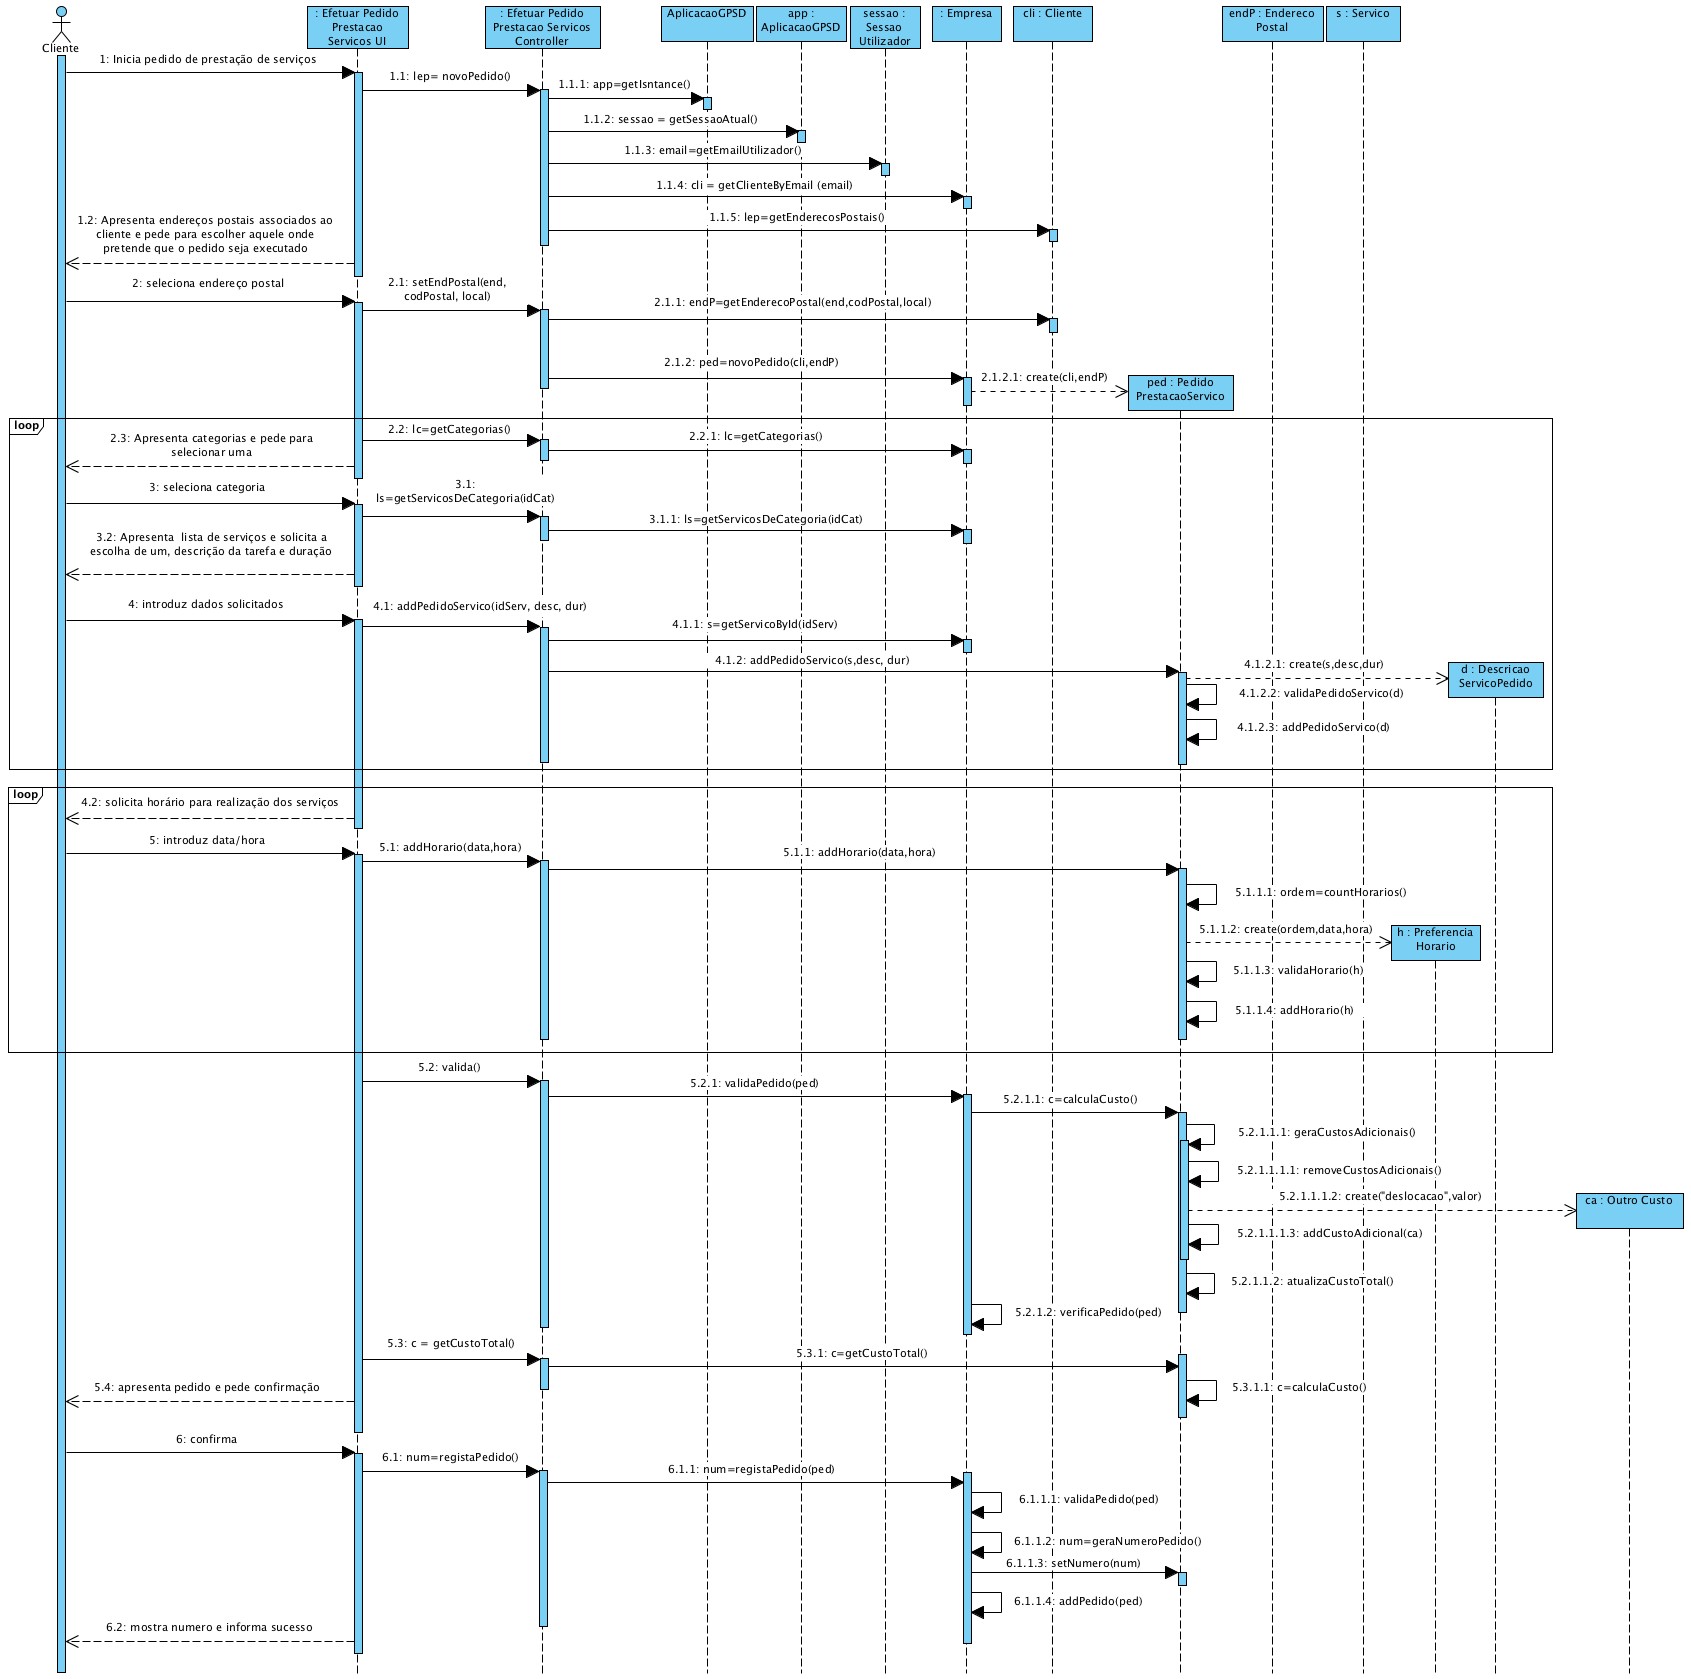 Cliente
: Efetuar Pedido
Prestacao
Servicos UI
: Efetuar Pedido
Prestacao Servicos
Controller
AplicacaoGPSD
app :
AplicacaoGPSD
sessao :
Sessao
Utilizador
: Empresa
cli : Cliente
endP : Endereco
Postal
s : Servico
1: Inicia pedido de prestação de serviços
1.1: lep= novoPedido()
1.1.1: app=getIsntance()
1.1.2: sessao = getSessaoAtual()
1.1.3: email=getEmailUtilizador()
1.1.4: cli = getClienteByEmail (email)
1.1.5: lep=getEnderecosPostais()
1.2: Apresenta endereços postais associados ao
cliente e pede para escolher aquele onde
pretende que o pedido seja executado
2: seleciona endereço postal
2.1: setEndPostal(end,
codPostal, local)
2.1.1: endP=getEnderecoPostal(end,codPostal,local)
2.1.2: ped=novoPedido(cli,endP)
2.1.2.1: create(cli,endP)
ped : Pedido
PrestacaoServico
loop
2.2: lc=getCategorias()
2.2.1: lc=getCategorias()
2.3: Apresenta categorias e pede para
selecionar uma
3: seleciona categoria
3.1:
ls=getServicosDeCategoria(idCat)
3.1.1: ls=getServicosDeCategoria(idCat)
3.2: Apresenta  lista de serviços e solicita a
escolha de um, descrição da tarefa e duração
4: introduz dados solicitados
4.1: addPedidoServico(idServ, desc, dur)
4.1.1: s=getServicoById(idServ)
4.1.2: addPedidoServico(s,desc, dur)
4.1.2.1: create(s,desc,dur)
d : Descricao
ServicoPedido
4.1.2.2: validaPedidoServico(d)
4.1.2.3: addPedidoServico(d)
loop
4.2: solicita horário para realização dos serviços
5: introduz data/hora
5.1: addHorario(data,hora)
5.1.1: addHorario(data,hora)
5.1.1.1: ordem=countHorarios()
5.1.1.2: create(ordem,data,hora)
h : Preferencia
Horario
5.1.1.3: validaHorario(h)
5.1.1.4: addHorario(h)
5.2: valida()
5.2.1: validaPedido(ped)
5.2.1.1: c=calculaCusto()
5.2.1.1.1: geraCustosAdicionais()
5.2.1.1.1.1: removeCustosAdicionais()
5.2.1.1.1.2: create("deslocacao",valor)
ca : Outro Custo
5.2.1.1.1.3: addCustoAdicional(ca)
5.2.1.1.2: atualizaCustoTotal()
5.2.1.2: verificaPedido(ped)
5.3: c = getCustoTotal()
5.3.1: c=getCustoTotal()
5.3.1.1: c=calculaCusto()
5.4: apresenta pedido e pede confirmação
6: confirma
6.1: num=registaPedido()
6.1.1: num=registaPedido(ped)
6.1.1.1: validaPedido(ped)
6.1.1.2: num=geraNumeroPedido()
6.1.1.3: setNumero(num)
6.1.1.4: addPedido(ped)
6.2: mostra numero e informa sucesso